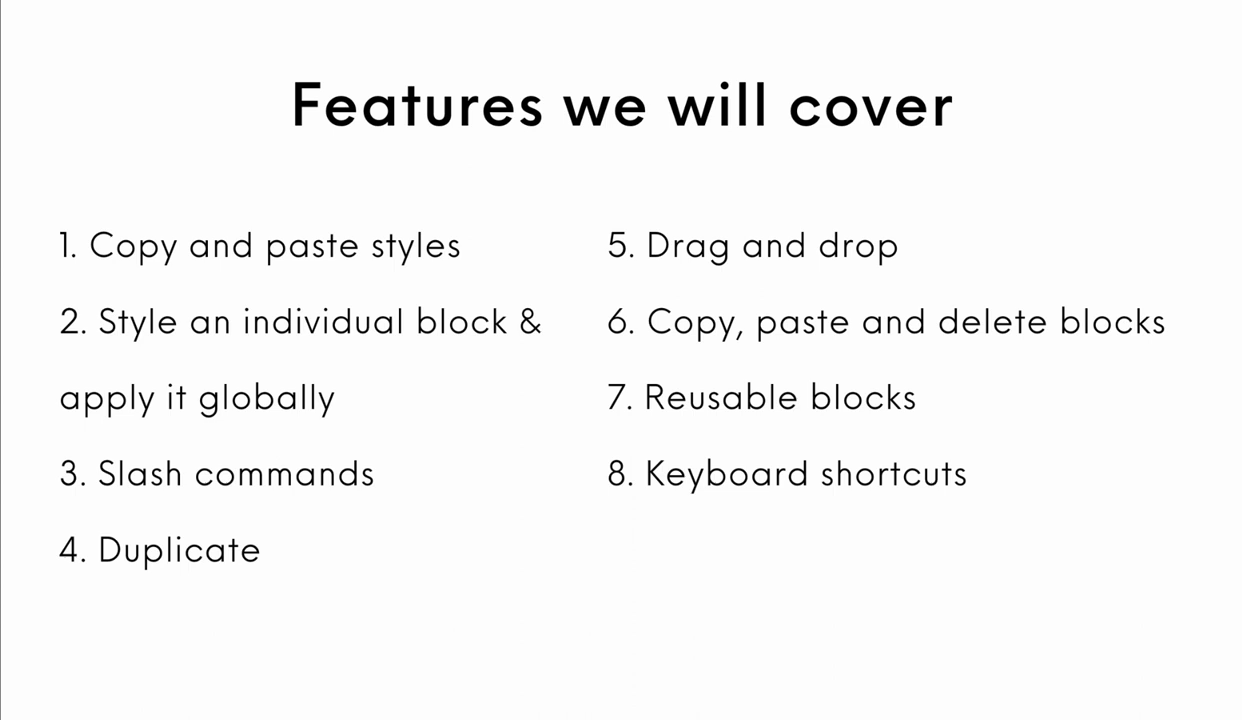 Features we will cover
1. Copy and paste styles
2. Style an individual block &
apply it globally
3. Slash commands
4. Duplicate
5. Drag and drop
6. Copy, paste and delete blocks
7. Reusable blocks
8. Keyboard shortcuts